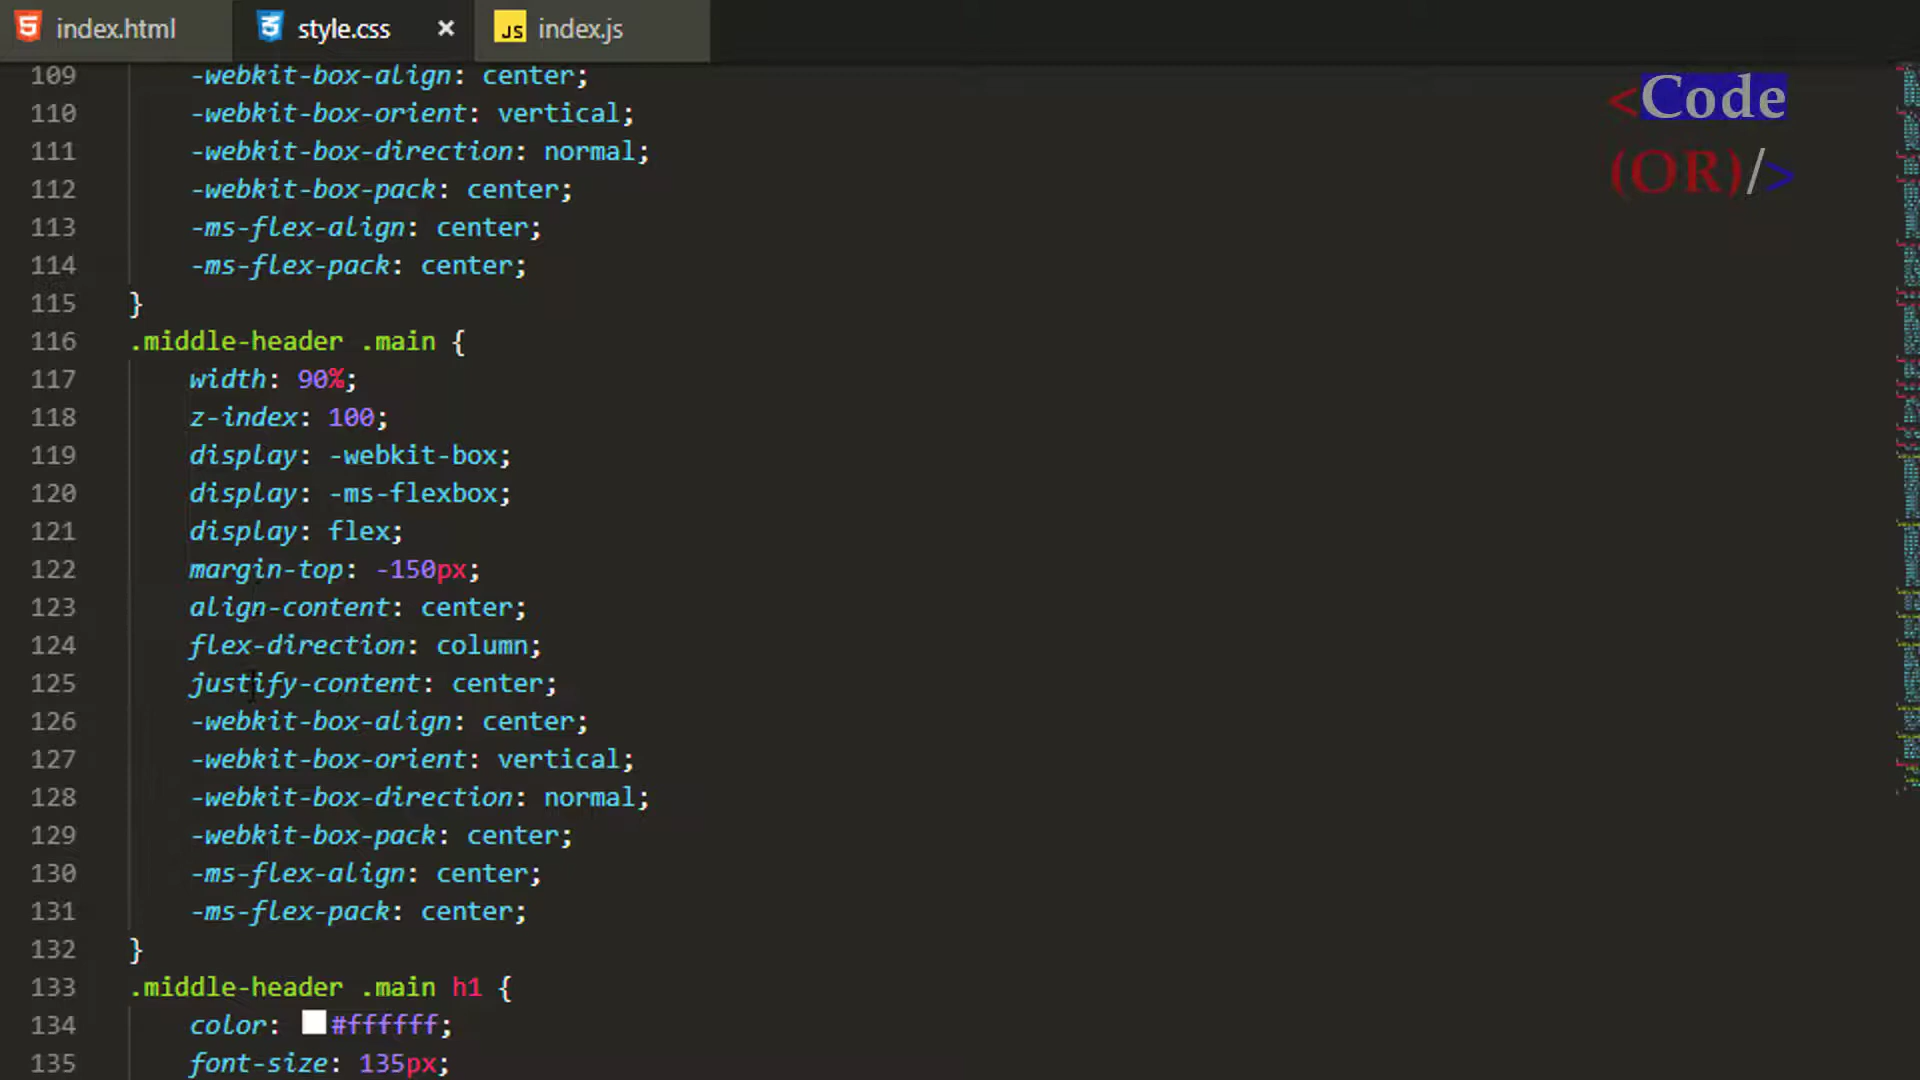 index.html style.css × index.js
<Code
(OR)/>
109 -webkit-box-align: center;
110 -webkit-box-orient: vertical;
111 -webkit-box-direction: normal;
112 -webkit-box-pack: center;
113 -ms-flex-align: center;
114 -ms-flex-pack: center;
115 }
116 .middle-header .main {
117 width: 90%;
118 z-index: 100;
119 display: -webkit-box;
120 display: -ms-flexbox;
121 display: flex;
122 margin-top: -150px;
123 align-content: center;
124 flex-direction: column;
125 justify-content: center;
126 -webkit-box-align: center;
127 -webkit-box-orient: vertical;
128 -webkit-box-direction: normal;
129 -webkit-box-pack: center;
130 -ms-flex-align: center;
131 -ms-flex-pack: center;
132 }
133 .middle-header .main h1 {
134 color: #ffffff;
135 font-size: 135px;